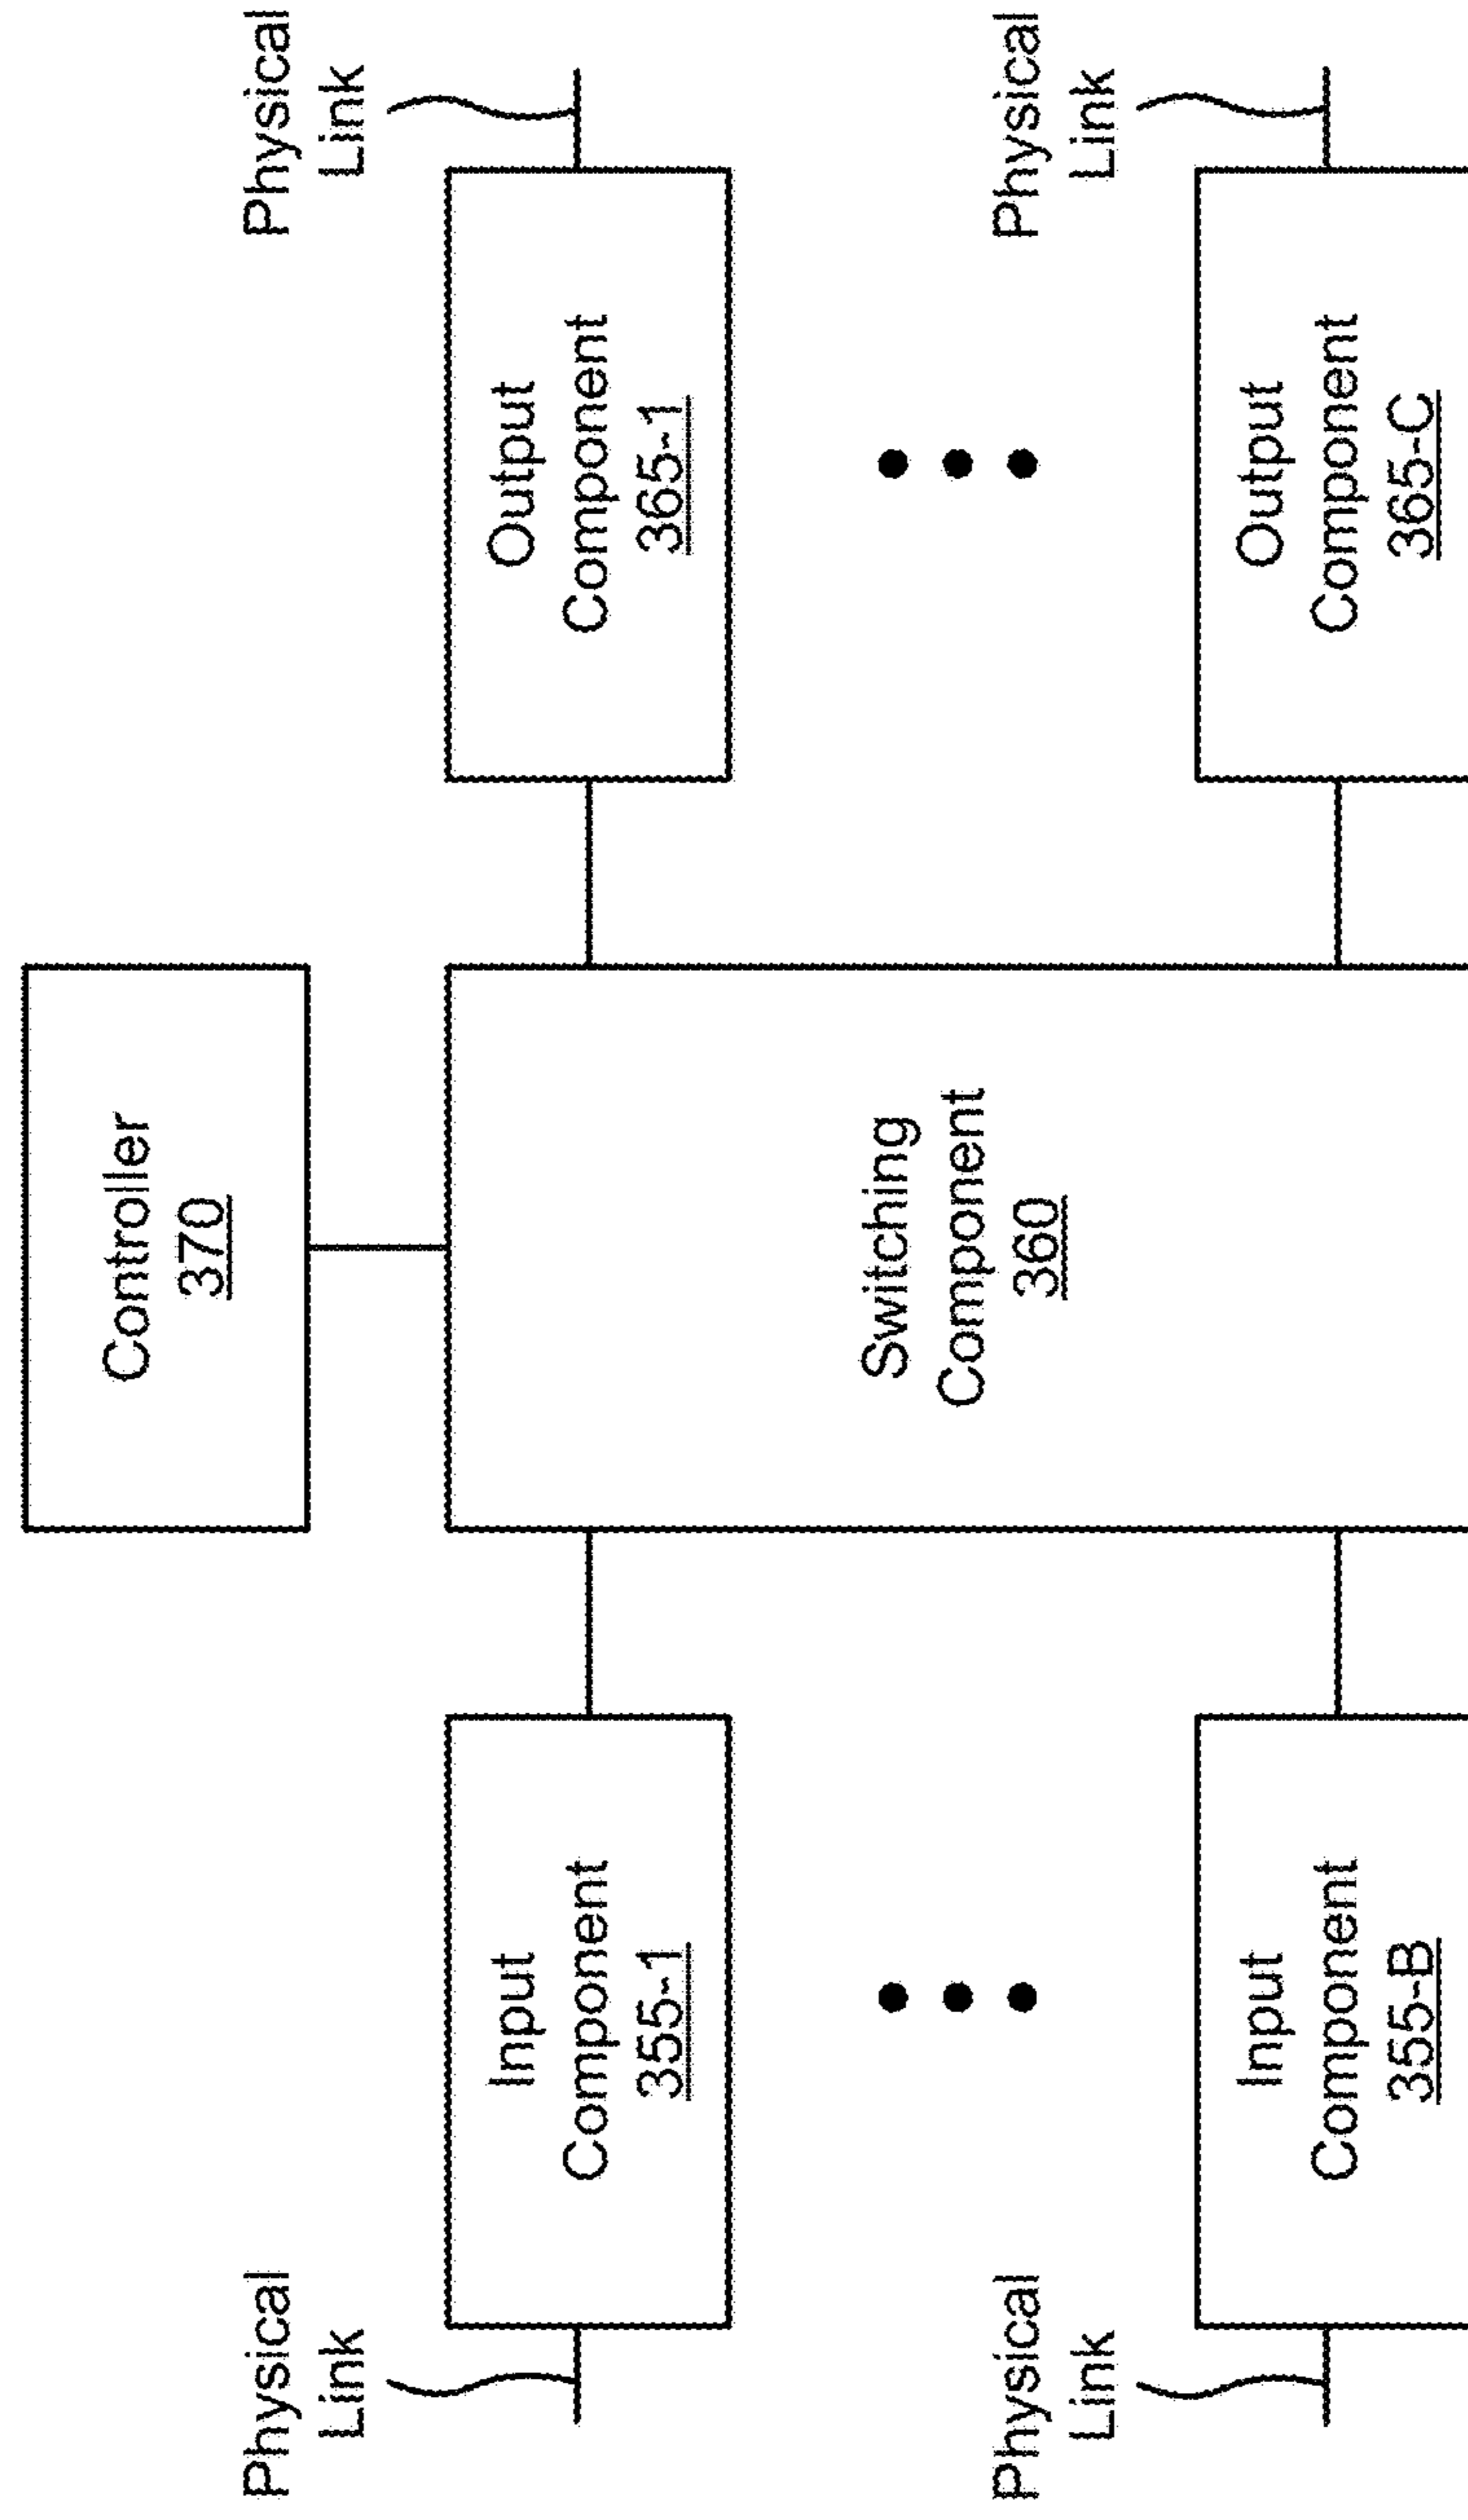 Controller
370
Physical
Link
Physical
Link
Input
Component
355-1
Switching
Component
360
Output
Component
365-1
Physical
Link
Physical
Link
Input
Component
355-B
Output
Component
365-C